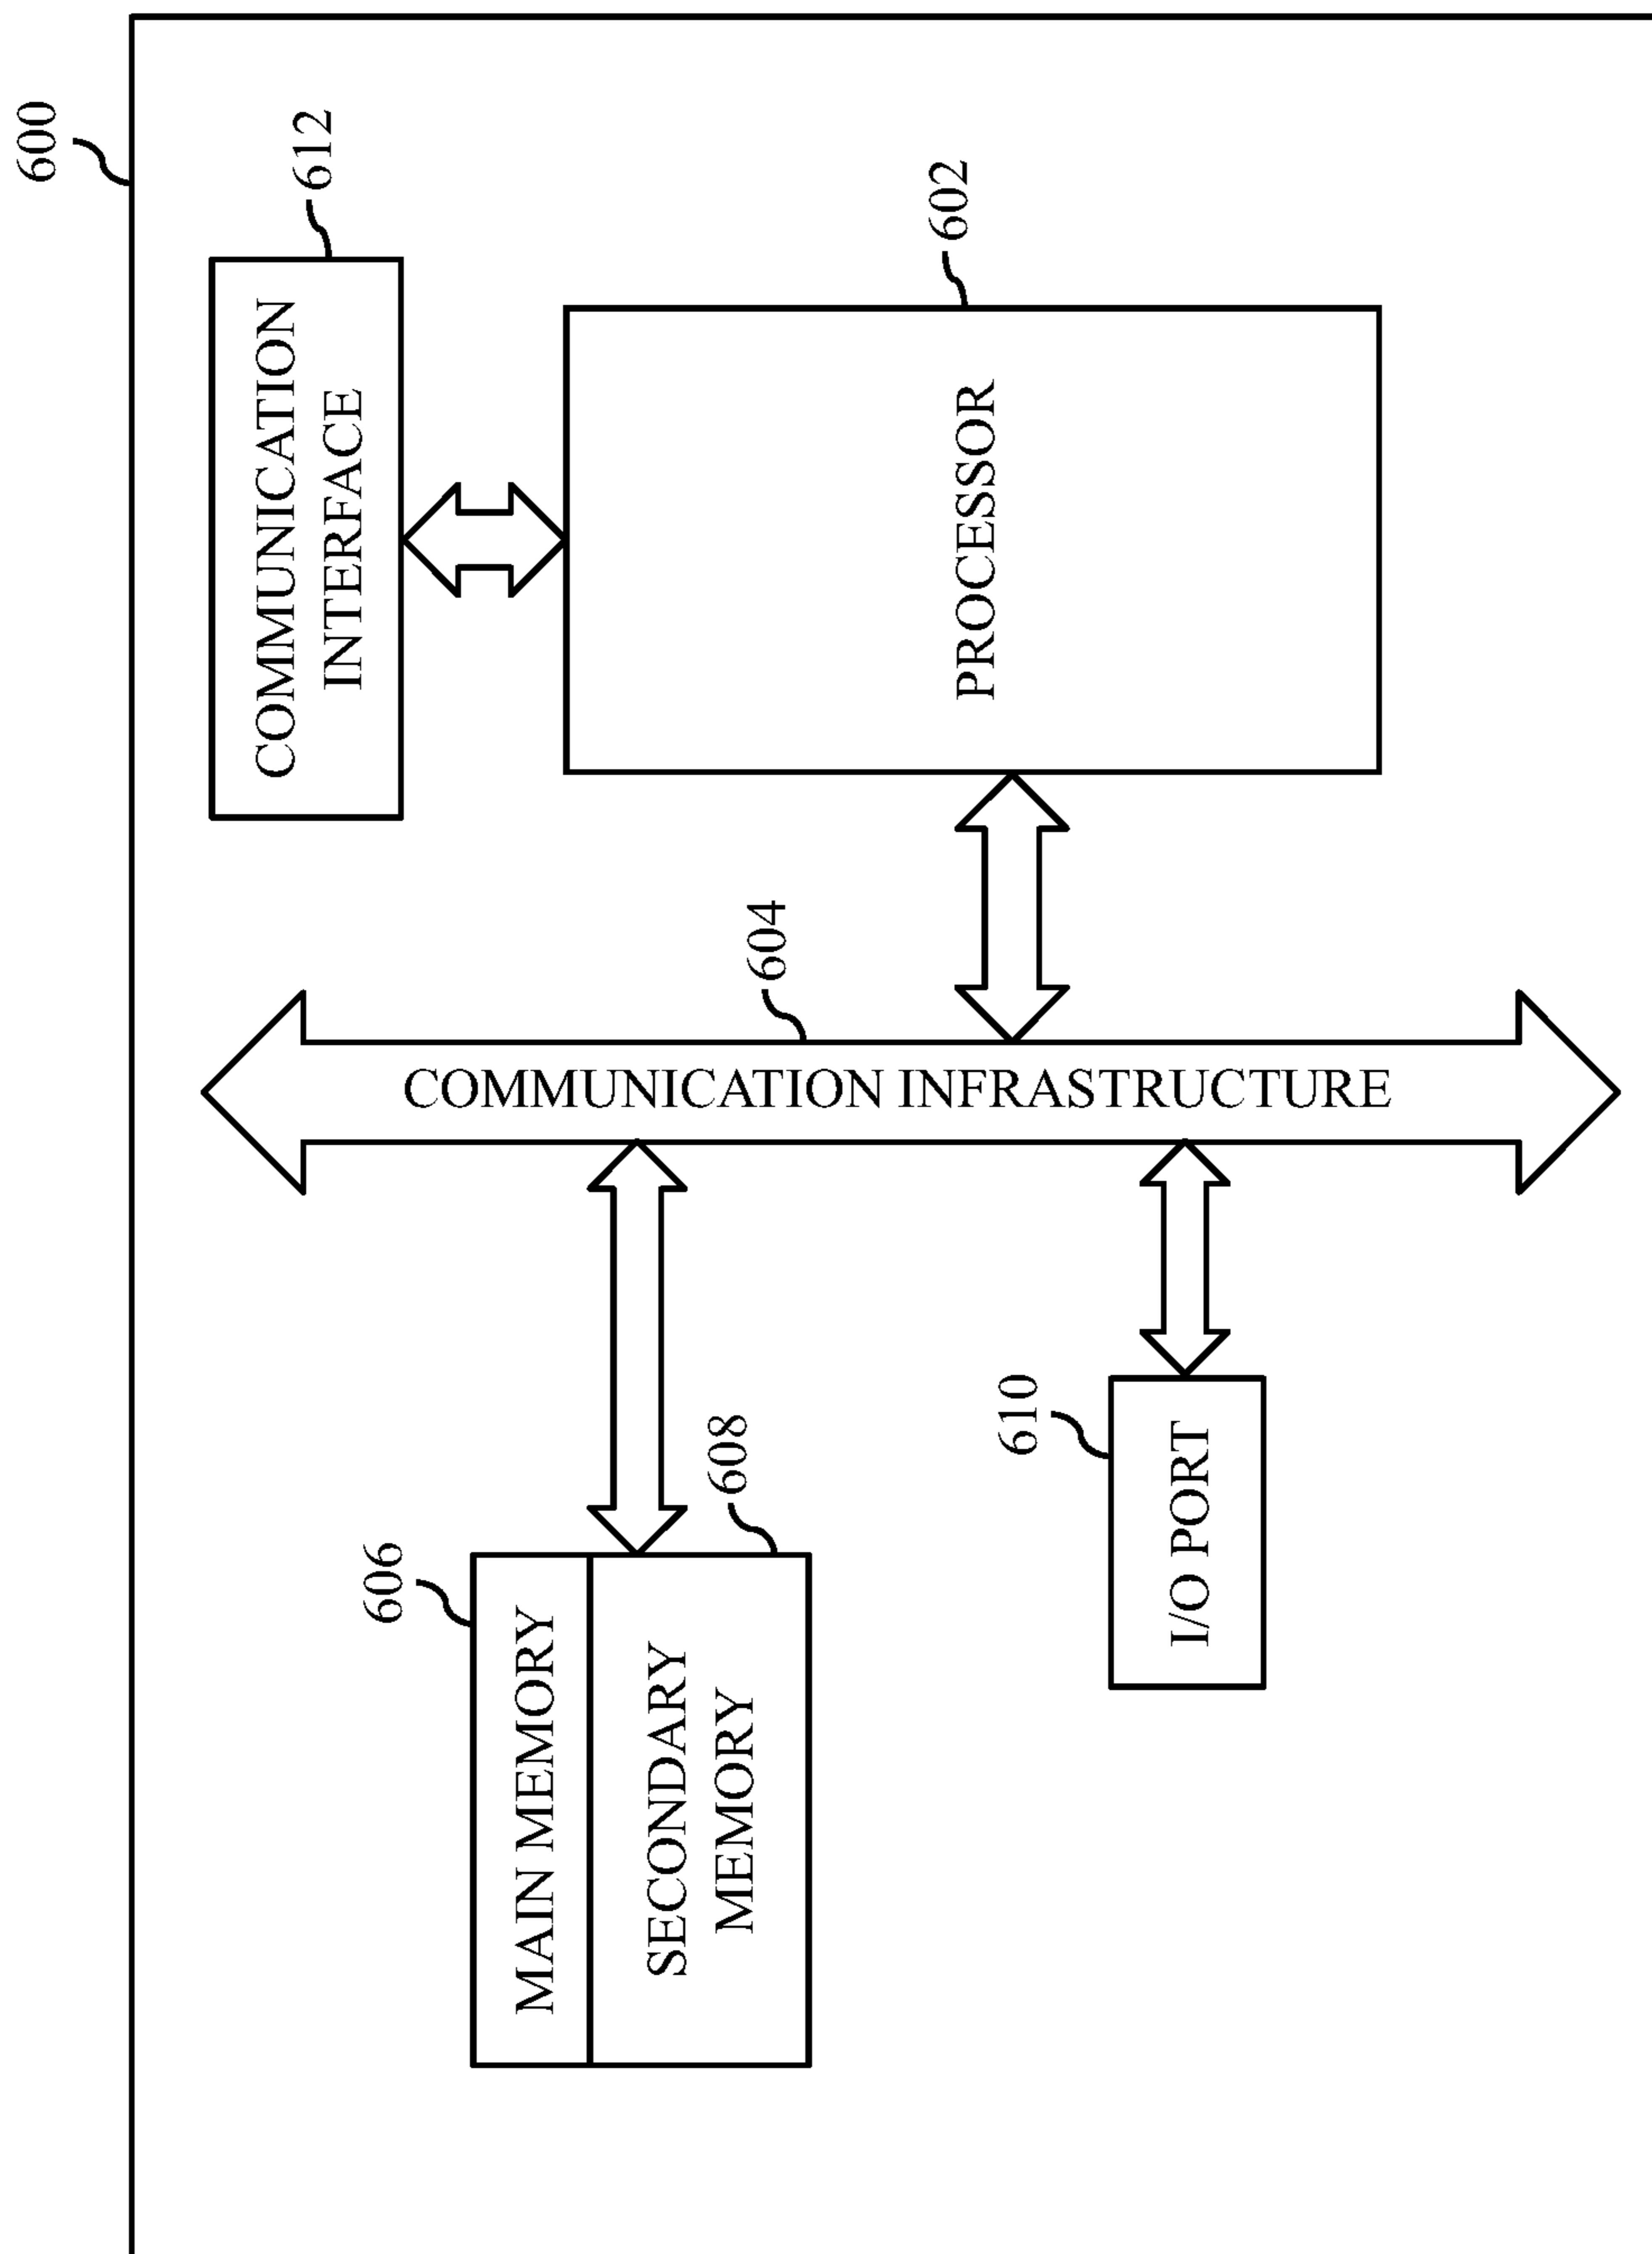 600
COMMUNICATION
INTERFACE
612
PROCESSOR
602
604
COMMUNICATION INFRASTRUCTURE
606
MAIN MEMORY
SECONDARY
MEMORY
608
610
I/O PORT